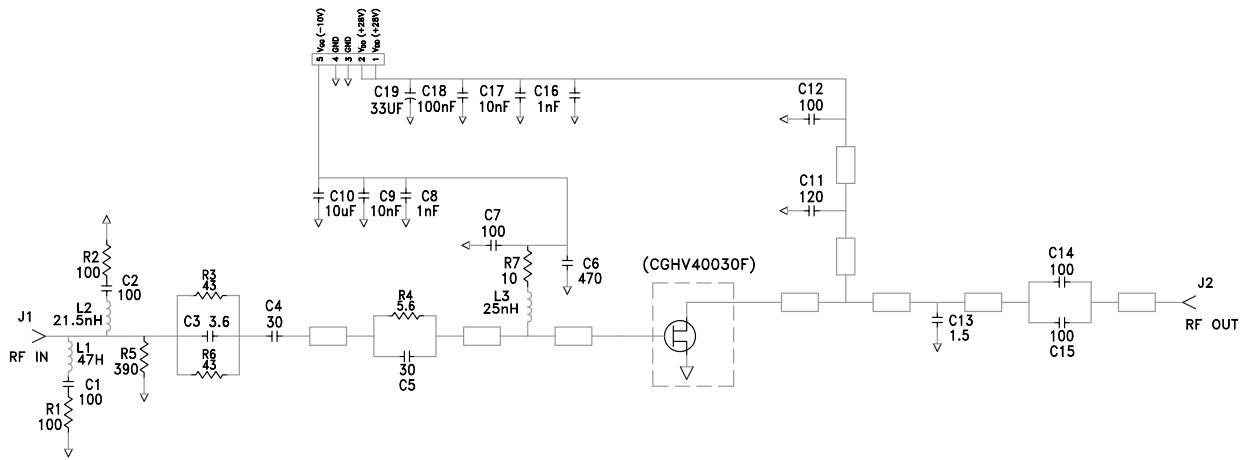 5 VGG (-10V)
4 GND
3 GND
2 VDD (+28V)
1 VDD (+28V)
C19
33UF
C18
100nF
C17
10nF
C16
1nF
C12
100
C11
120
C10
10uF
C9
10nF
C8
1nF
C7
100
R7
10
L3
25nH
C6
470
(CGHV40030F)
R2
100
C2
100
L2
21.5nH
J1
RF IN
L1
47H
C1
100
R1
100
R5
390
R3
43
C3 3.6
R6
43
C4
30
R4
5.6
30
C5
C13
1.5
C14
100
100
C15
J2
RF OUT